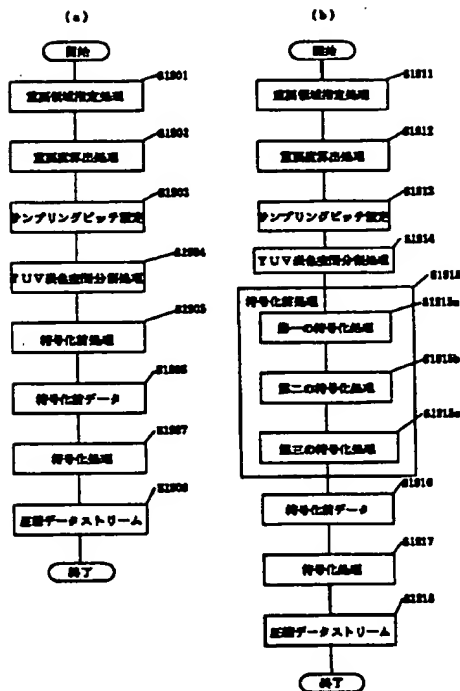 (a)
開始
S1901
重要領域指定処理
S1902
重要度算出処理
S1903
サンプリングピッチ設定
S1904
YUV表色空間分割処理
S1905
符号化前処理
S1906
符号化前データ
S1907
符号化処理
S1908
圧縮データストリーム
終了
(b)
開始
S1911
重要領域指定処理
S1912
重要度算出処理
S1913
サンプリングピッチ設定
S1914
YUV表色空間分割処理
S1915
符号化前処理
S1915a
第一の符号化処理
S1915b
第二の符号化処理
S1915c
第三の符号化処理
S1916
符号化前データ
S1917
符号化処理
S1918
圧縮データストリーム
終了